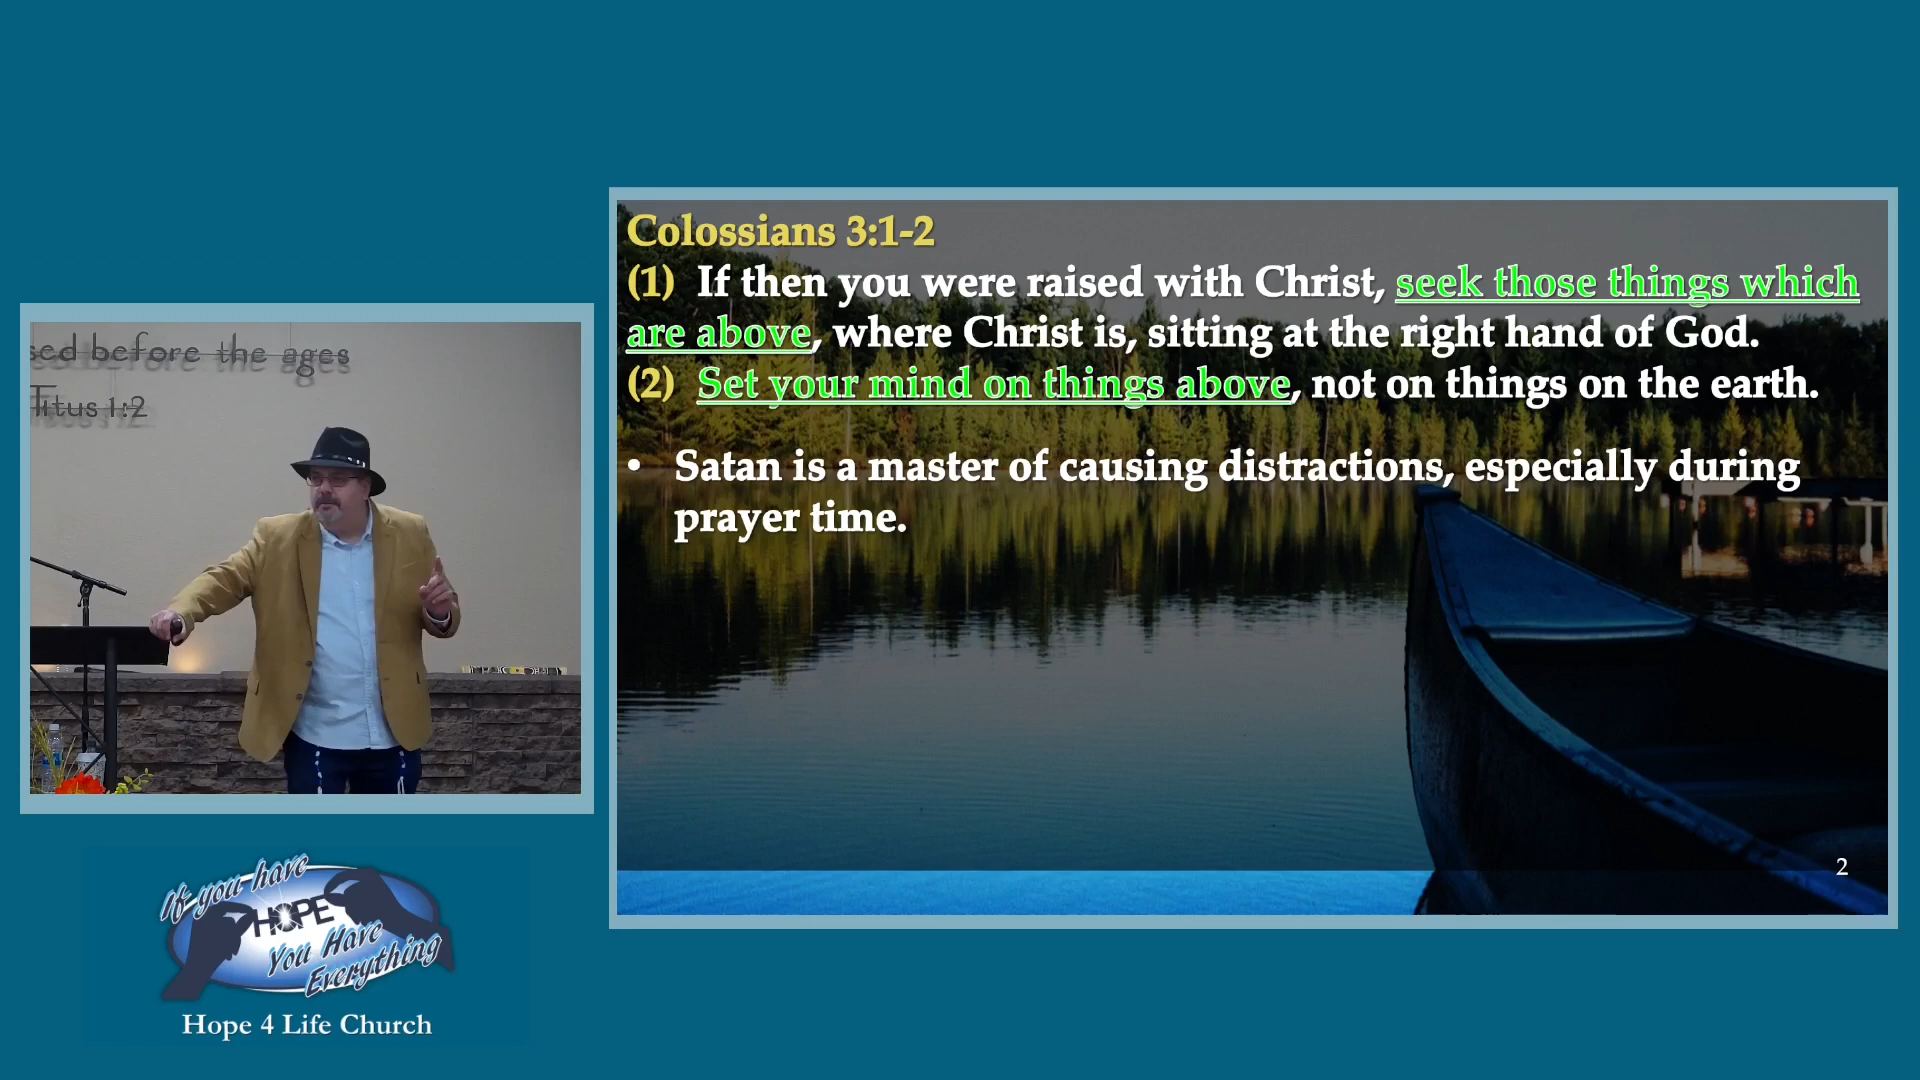 sed before the ages
Titus 1:2
Colossians 3:1-2
(1) If then you were raised with Christ, seek those things which
are above, where Christ is, sitting at the right hand of God.
(2) Set your mind on things above, not on things on the earth.
• Satan is a master of causing distractions, especially during
prayer time.
2
If you have
HOPE
You Have
Everything
Hope 4 Life Church